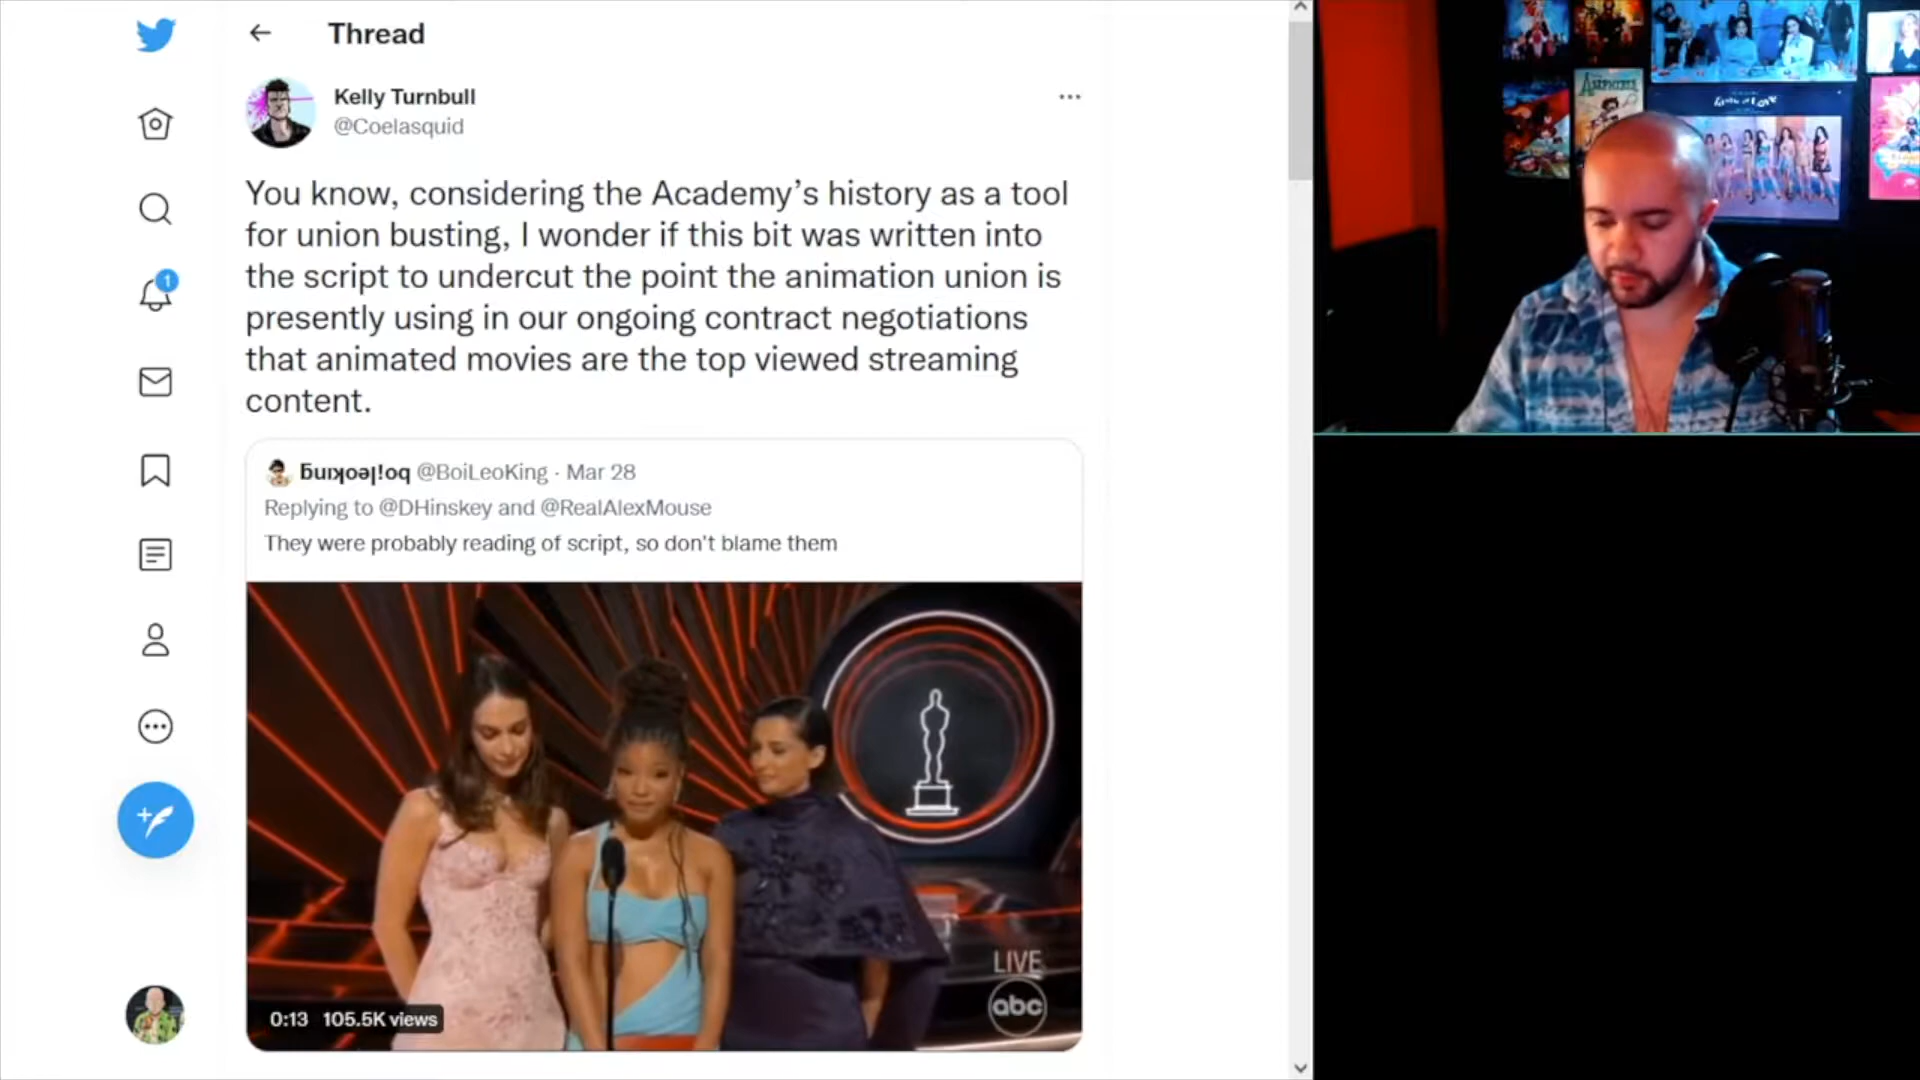 Thread
Kelly Turnbull
@Coelasquid
You know, considering the Academy’s history as a tool
for union busting, I wonder if this bit was written into
the script to undercut the point the animation union is
presently using in our ongoing contract negotiations
that animated movies are the top viewed streaming
content.
1
@BoiLeoKing · Mar 28
Replying to @DHinskey and @RealAlexMouse
They were probably reading of script, so don't blame them
LIVE
abc
0:13 105.5K views